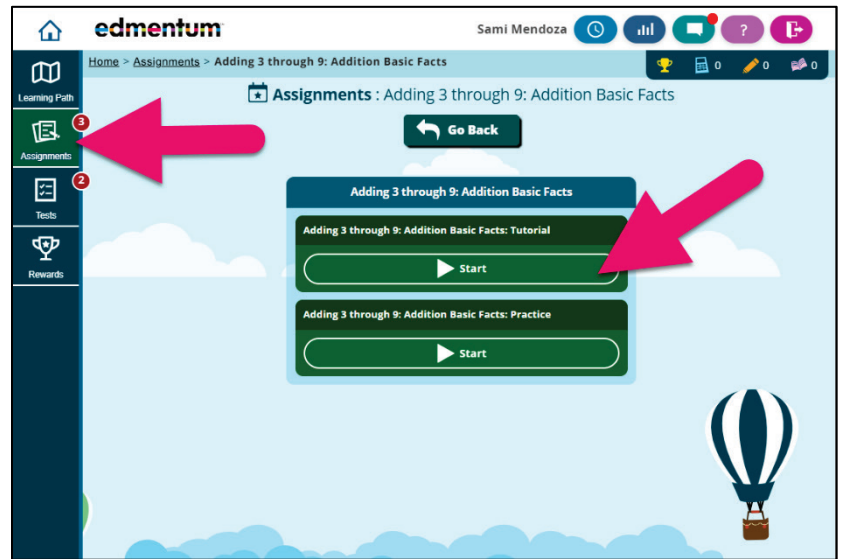 edmentum
Sami Mendoza
?
Home > Assignments > Adding 3 through 9: Addition Basic Facts
0
0
0
Learning Path
Assignments : Adding 3 through 9: Addition Basic Facts
3
Assignments
Go Back
2
Tests
Adding 3 through 9: Addition Basic Facts
Adding 3 through 9: Addition Basic Facts: Tutorial
Start
Rewards
Adding 3 through 9: Addition Basic Facts: Practice
Start